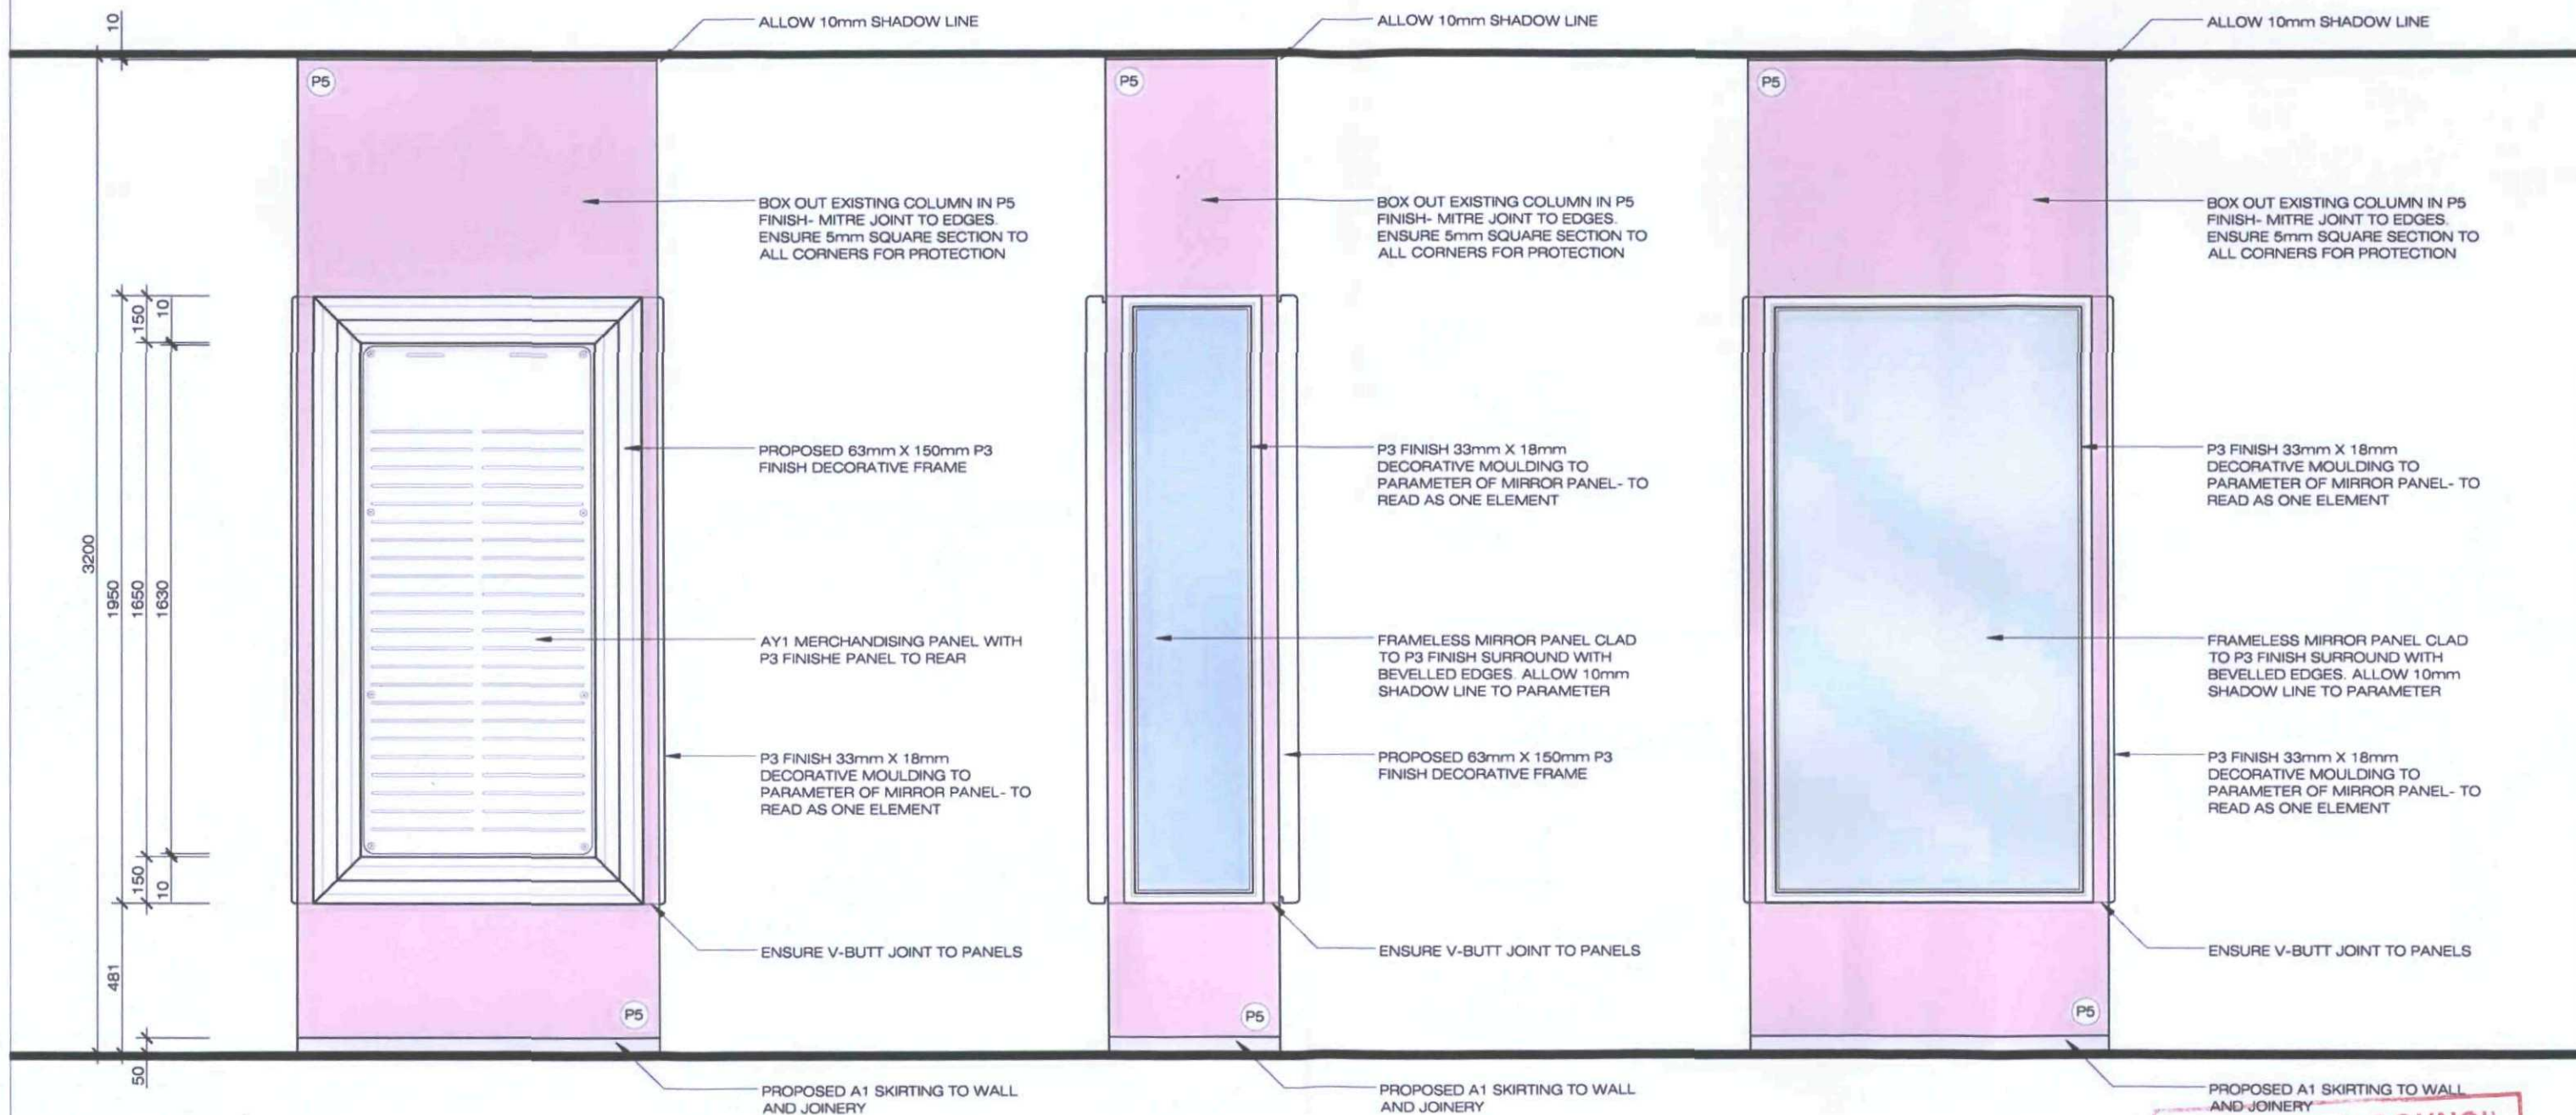 10
ALLOW 10mm SHADOW LINE
ALLOW 10mm SHADOW LINE
ALLOW 10mm SHADOW LINE
P5
P5
P5
BOX OUT EXISTING COLUMN IN P5
FINISH- MITRE JOINT TO EDGES.
ENSURE 5mm SQUARE SECTION TO
ALL CORNERS FOR PROTECTION
BOX OUT EXISTING COLUMN IN P5
FINISH- MITRE JOINT TO EDGES.
ENSURE 5mm SQUARE SECTION TO
ALL CORNERS FOR PROTECTION
BOX OUT EXISTING COLUMN IN P5
FINISH- MITRE JOINT TO EDGES.
ENSURE 5mm SQUARE SECTION TO
ALL CORNERS FOR PROTECTION
150
10
3200
1950
1650
1630
PROPOSED 63mm X 150mm P3
FINISH DECORATIVE FRAME
P3 FINISH 33mm X 18mm
DECORATIVE MOULDING TO
PARAMETER OF MIRROR PANEL- TO
READ AS ONE ELEMENT
P3 FINISH 33mm X 18mm
DECORATIVE MOULDING TO
PARAMETER OF MIRROR PANEL- TO
READ AS ONE ELEMENT
AY1 MERCHANDISING PANEL WITH
P3 FINISHE PANEL TO REAR
FRAMELESS MIRROR PANEL CLAD
TO P3 FINISH SURROUND WITH
BEVELLED EDGES. ALLOW 10mm
SHADOW LINE TO PARAMETER
FRAMELESS MIRROR PANEL CLAD
TO P3 FINISH SURROUND WITH
BEVELLED EDGES. ALLOW 10mm
SHADOW LINE TO PARAMETER
P3 FINISH 33mm X 18mm
DECORATIVE MOULDING TO
PARAMETER OF MIRROR PANEL- TO
READ AS ONE ELEMENT
PROPOSED 63mm X 150mm P3
FINISH DECORATIVE FRAME
P3 FINISH 33mm X 18mm
DECORATIVE MOULDING TO
PARAMETER OF MIRROR PANEL- TO
READ AS ONE ELEMENT
150
10
481
ENSURE V-BUTT JOINT TO PANELS
ENSURE V-BUTT JOINT TO PANELS
ENSURE V-BUTT JOINT TO PANELS
P5
P5
P5
50
PROPOSED A1 SKIRTING TO WALL
AND JOINERY
PROPOSED A1 SKIRTING TO WALL
AND JOINERY
PROPOSED A1 SKIRTING TO WALL
AND JOINERY